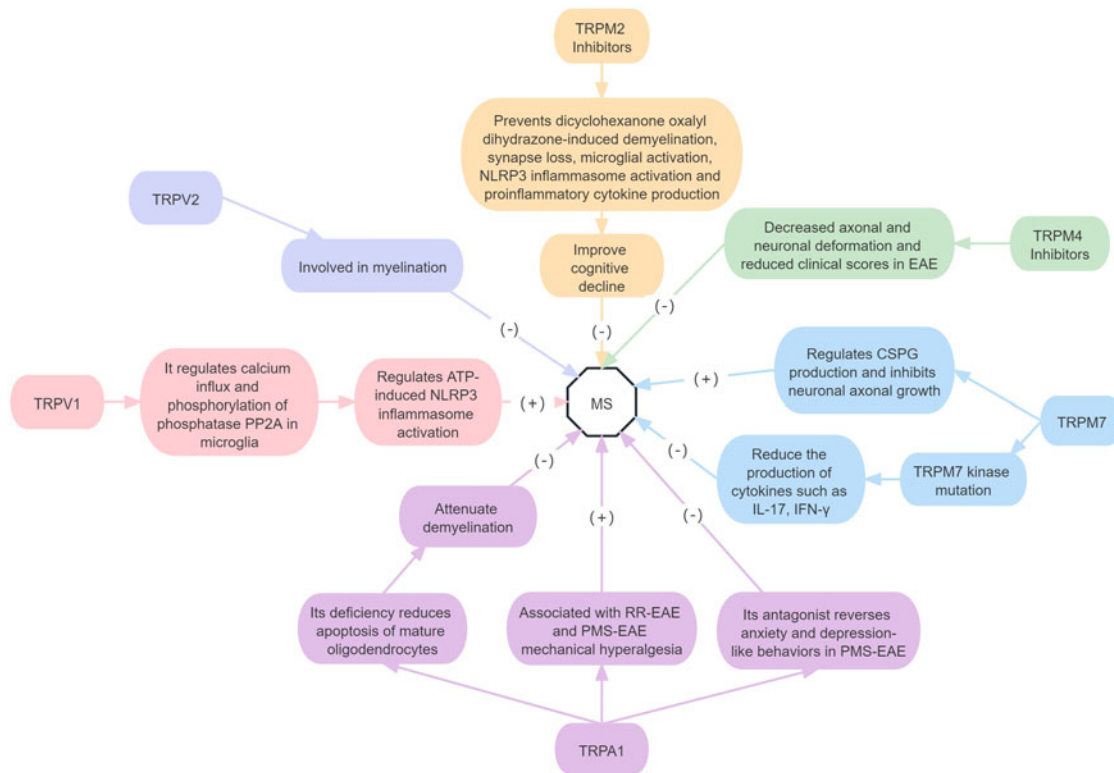 TRPM2
Inhibitors
Prevents dicyclohexanone oxalyl
dihydrazone-induced demyelination,
synapse loss, microglial activation,
NLRP3 inflammasome activation and
proinflammatory cytokine production
TRPV2
Decreased axonal and
neuronal deformation and
reduced clinical scores in EAE
TRPM4
Inhibitors
Involved in myelination
Improve
cognitive
decline
(-)
(-)
(-)
TRPV1
It regulates calcium
influx and
phosphorylation of
phosphatase PP2A in
microglia
Regulates ATP-
induced NLRP3
inflammasome
activation
(+)
MS
(+)
Regulates CSPG
production and inhibits
neuronal axonal growth
TRPM7
(-)
Reduce the
production of
cytokines such as
IL-17, IFN-γ
TRPM7 kinase
mutation
(-)
Attenuate
demyelination
(+)
(-)
Its deficiency reduces
apoptosis of mature
oligodendrocytes
Associated with RR-EAE
and PMS-EAE
mechanical hyperalgesia
Its antagonist reverses
anxiety and depression-
like behaviors in PMS-EAE
TRPA1